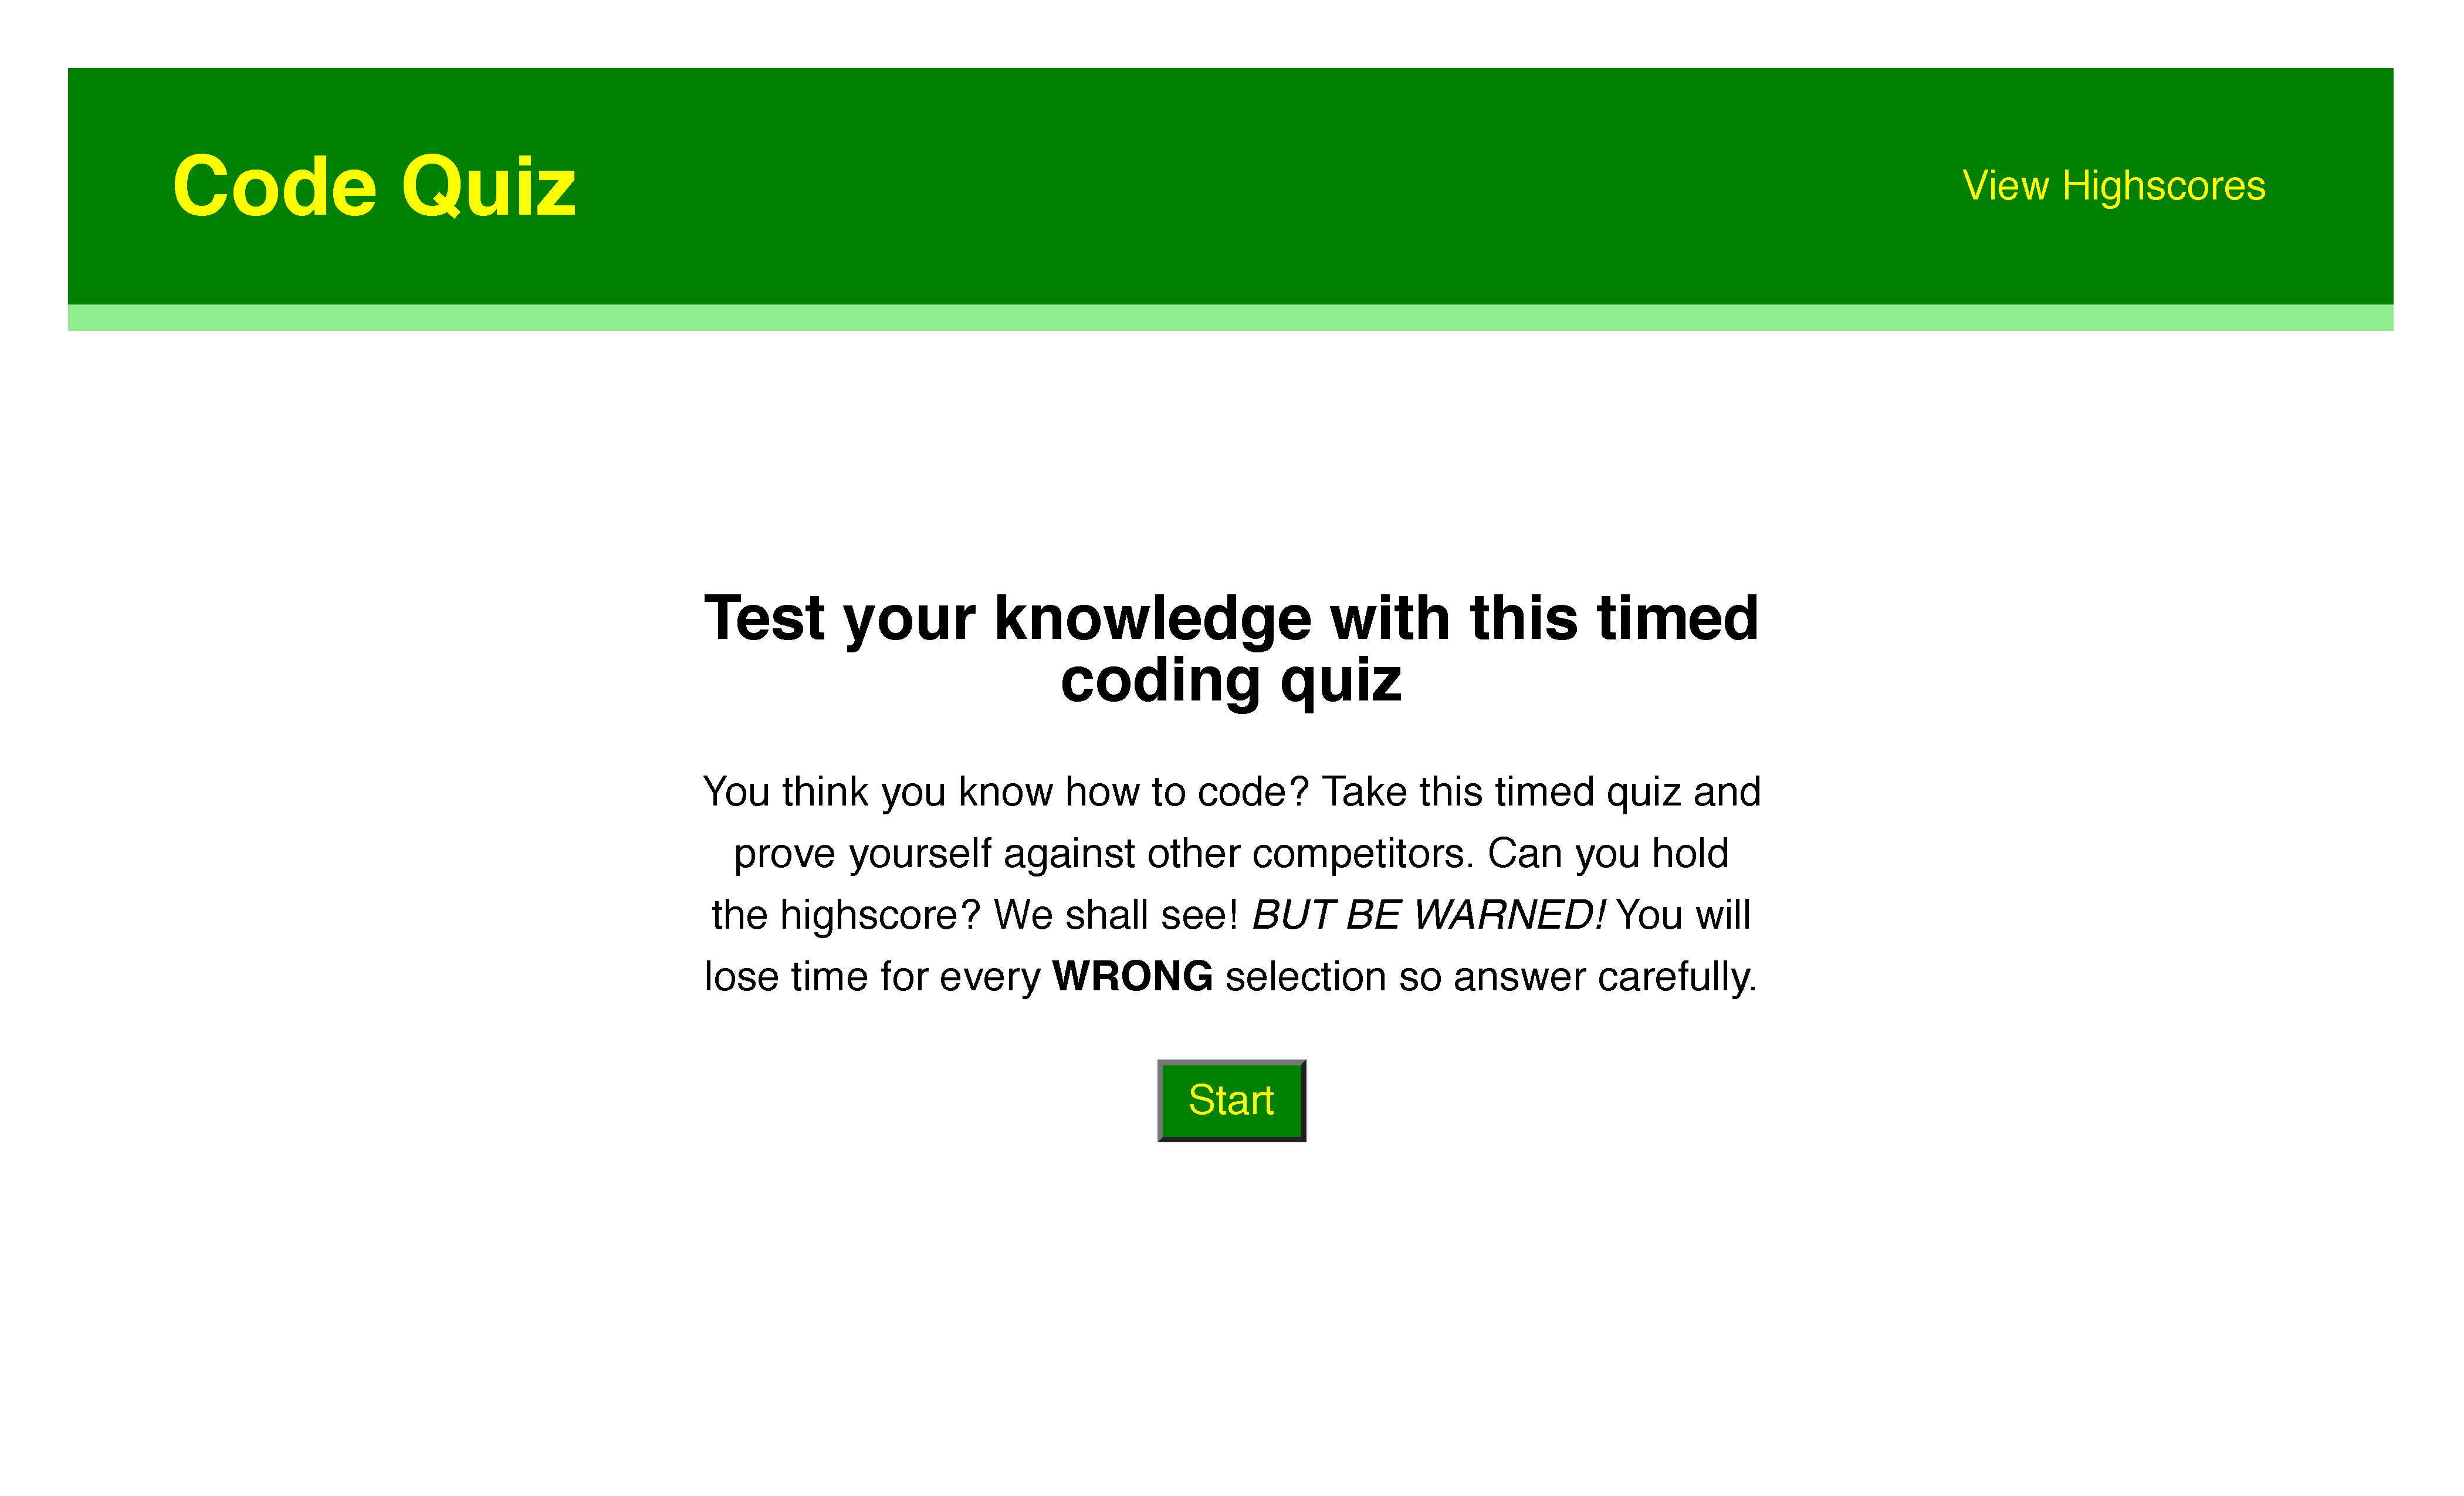 Code Quiz
View Highscores
Test your knowledge with this timed
coding quiz
You think you know how to code? Take this timed quiz and
prove yourself against other competitors. Can you hold
the highscore? We shall see! BUT BE WARNED! You will
lose time for every WRONG selection so answer carefully.
Start